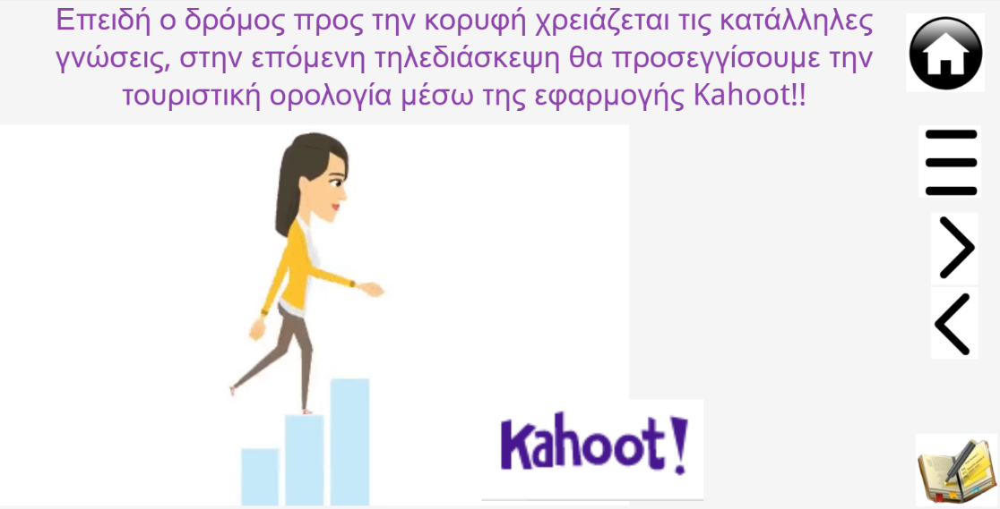 Επειδή ο δρόμος προς την κορυφή χρειάζεται τις κατάλληλες
γνώσεις, στην επόμενη τηλεδιάσκεψη θα προσεγγίσουμε την
τουριστική ορολογία μέσω της εφαρμογής Kahoot!!
Kahoot!